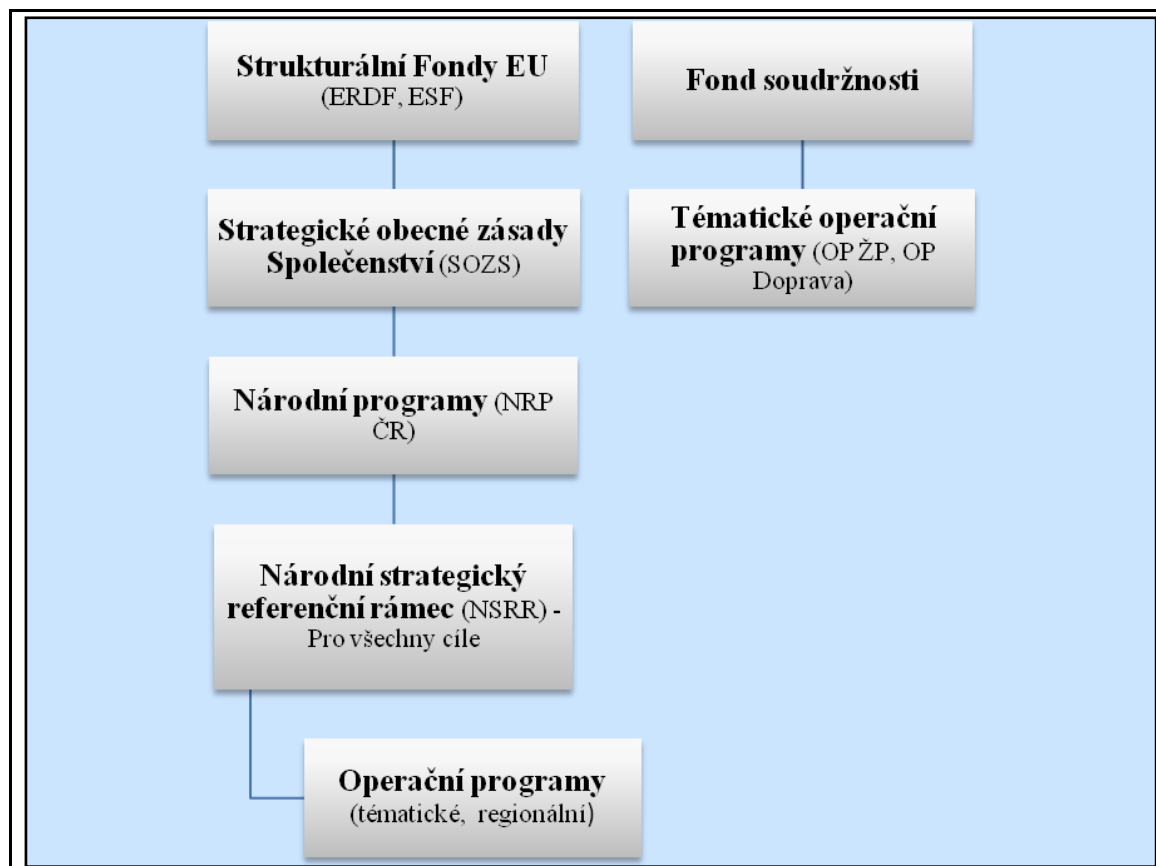 Strukturální Fondy EU
(ERDF, ESF)
Fond soudržnosti
Strategické obecné zásady
Společenství (SOZS)
Tématické operační
programy (OP ŽP, OP
Doprava)
Národní programy (NRP
ČR)
Národní strategický
referenční rámec (NSRR) -
Pro všechny cíle
Operační programy
(tématické, regionální)